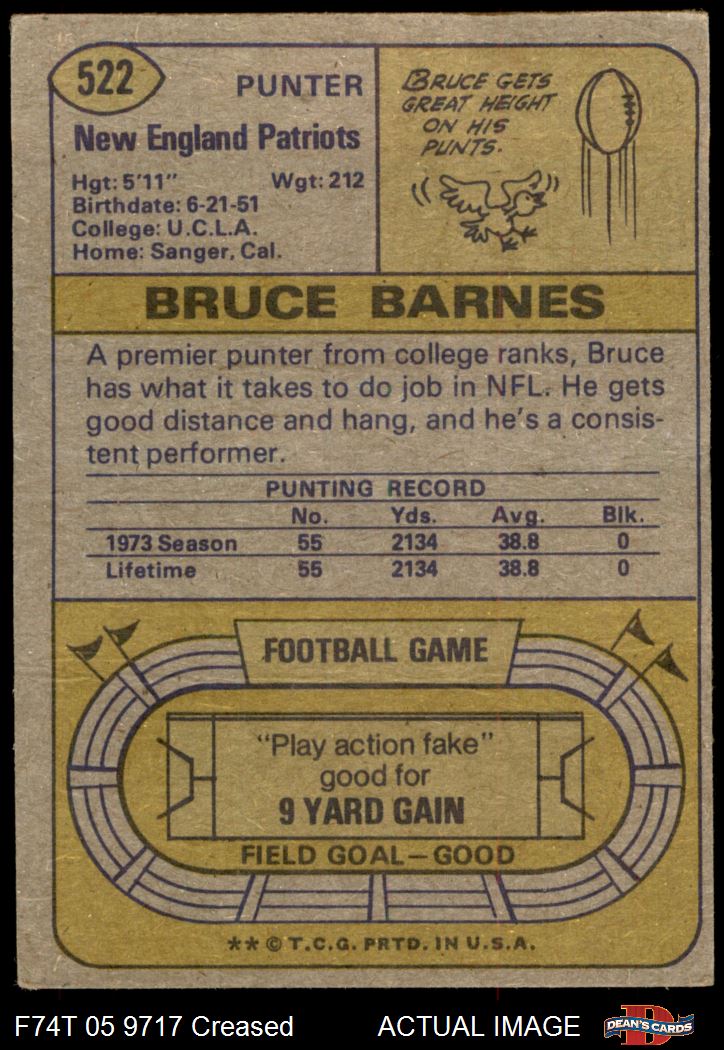 522
PUNTER
New England Patriots
Hgt: 5'11" Wgt: 212
Birthdate: 6-21-51
College: U.C.L.A.
Home: Sanger, Cal.
BRUCE GETS
GREAT HEIGHT
ON HIS
PUNTS.
BRUCE BARNES
A premier punter from college ranks, Bruce
has what it takes to do job in NFL. He gets
good distance and hang, and he's a consis-
tent performer.
PUNTING RECORD
No. Yds. Avg. Blk.
1973 Season 55 2134 38.8 0
Lifetime 55 2134 38.8 0
FOOTBALL GAME
"Play action fake"
good for
9 YARD GAIN
FIELD GOAL—GOOD
** © T.C.G. PRTD. IN U.S.A.
F74T 05 9717 Creased ACTUAL IMAGE
D
DEAN'S CARDS